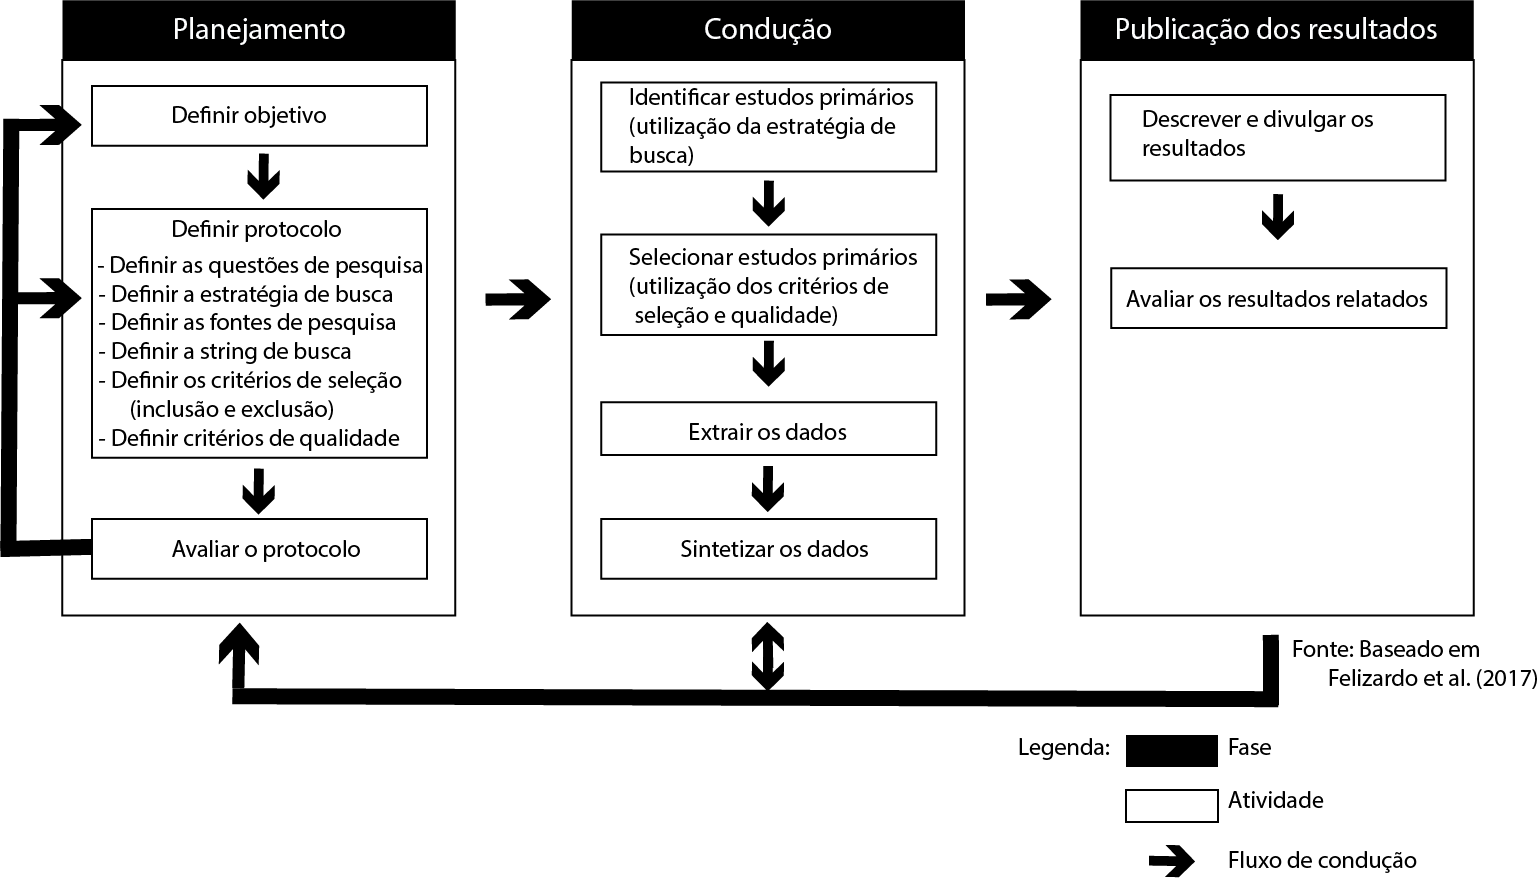 Planejamento
Definir objetivo
Definir protocolo
- Definir as questões de pesquisa
- Definir a estratégia de busca
- Definir as fontes de pesquisa
- Definir a string de busca
- Definir os critérios de seleção
(inclusão e exclusão)
- Definir critérios de qualidade
Avaliar o protocolo
Condução
Identificar estudos primários
(utilização da estratégia de
busca)
Selecionar estudos primários
(utilização dos critérios de
seleção e qualidade)
Extrair os dados
Sintetizar os dados
Publicação dos resultados
Descrever e divulgar os
resultados
Avaliar os resultados relatados
Fonte: Baseado em
Felizardo et al. (2017)
Legenda:
Fase
Atividade
Fluxo de condução